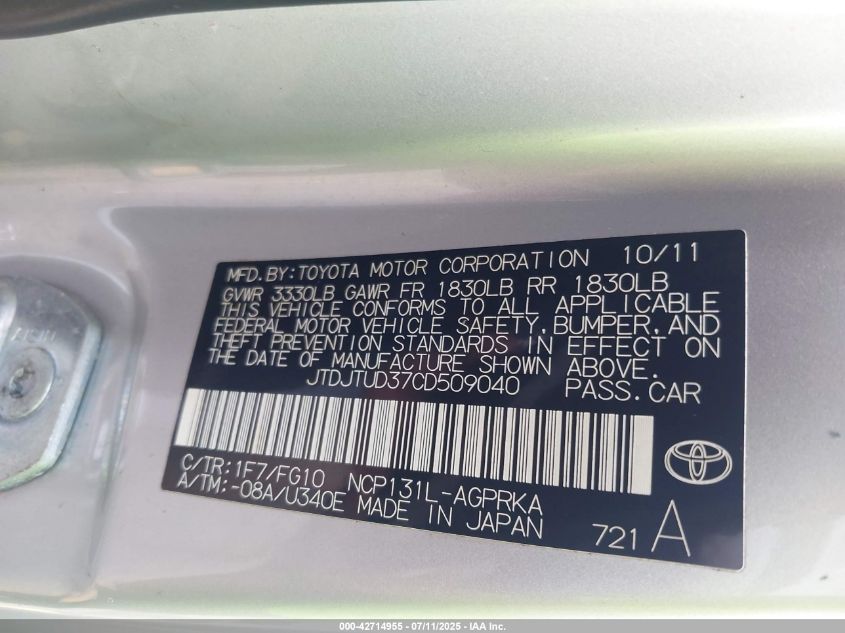 MFD.BY:TOYOTA MOTOR CORPORATION 10/11
GVWR 3330LB GAWR FR 1830LB RR 1830LB
THIS VEHICLE CONFORMS TO ALL APPLICABLE
FEDERAL MOTOR VEHICLE SAFETY, BUMPER, AND
THEFT PREVENTION STANDARDS IN EFFECT ON
THE DATE OF MANUFACTURE SHOWN ABOVE.
JTDJTUD37CD509040 PASS.CAR
C/TR:1F7/FG10 NCP131L-AGPRKA
A/TM:-08A/U340E MADE IN JAPAN
721 A
000-42714955 - 07/11/2025 - IAA Inc.